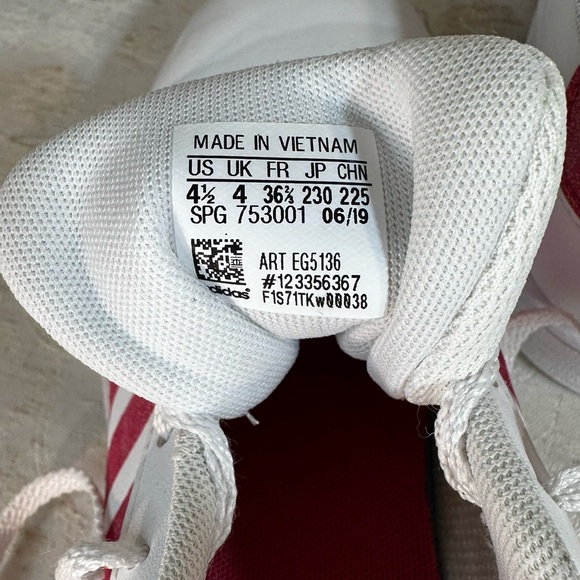 MADE IN VIETNAM
US UK FR JP CHN
4½ 4 36⅔ 230 225
SPG 753001 06/19
ART EG5136
#123356367
adidas F1S71TKw00038